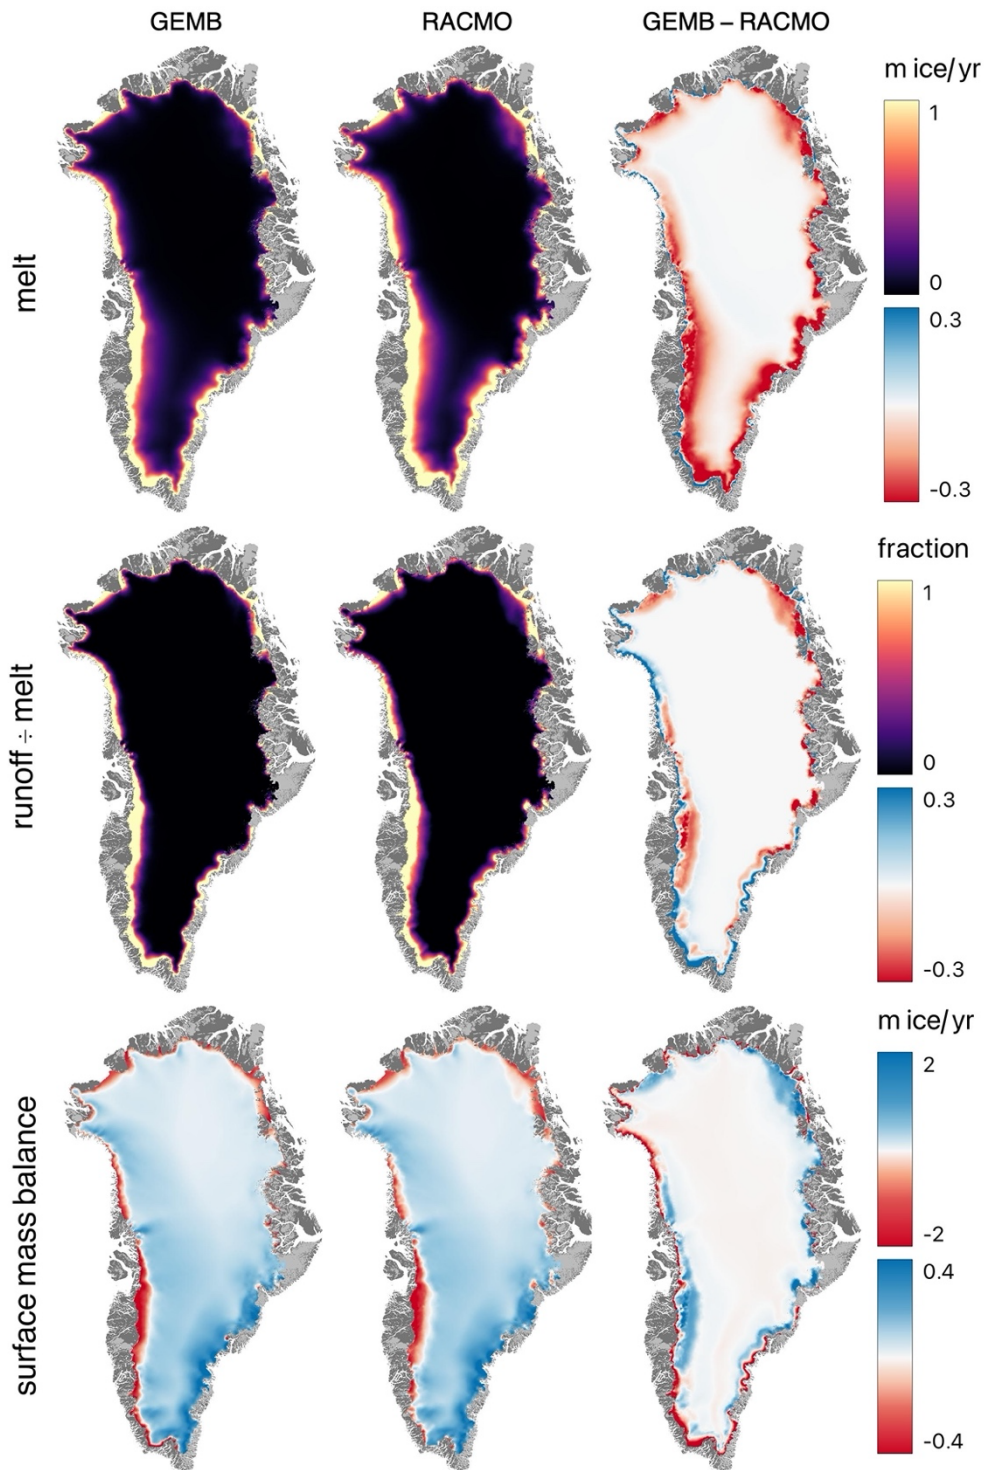 GEMB RACMO GEMB – RACMO
m ice/yr
melt
1
0
0.3
-0.3
fraction
runoff ÷ melt
1
0
0.3
-0.3
m ice/yr
surface mass balance
2
-2
0.4
-0.4